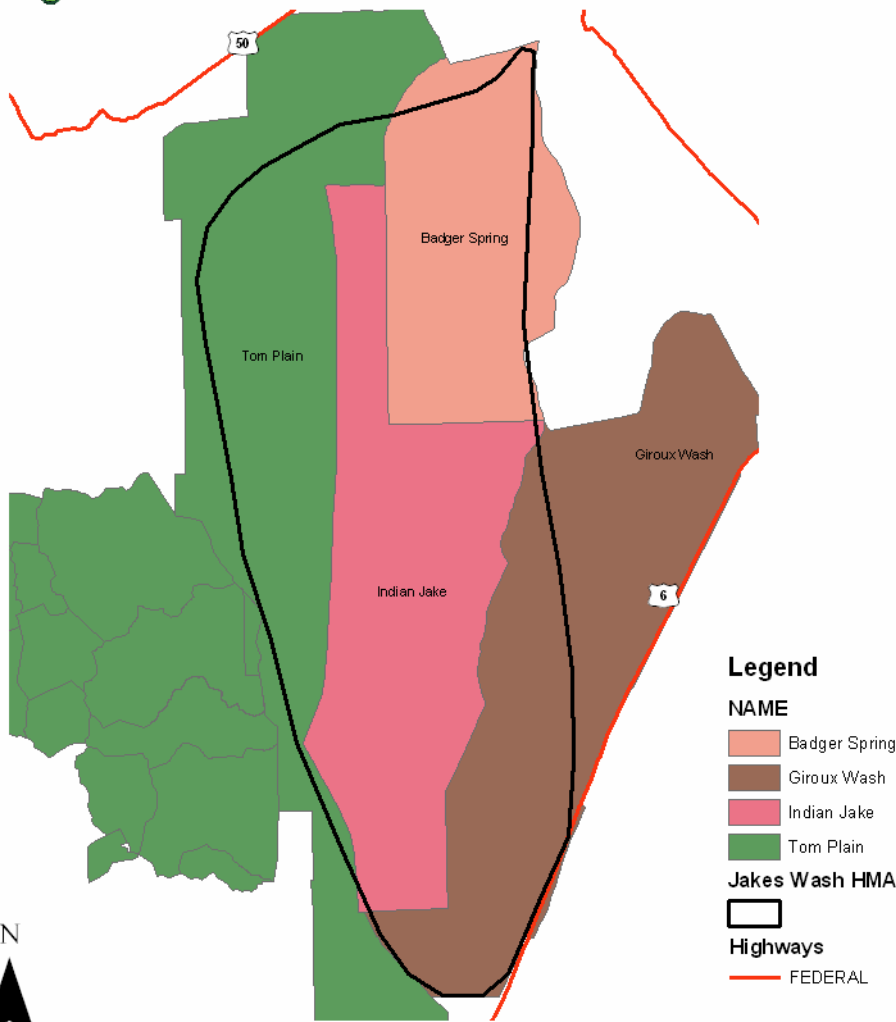 50
Badger Spring
Tom Plain
Giroux Wash
Indian Jake
6
Legend
NAME
Badger Spring
Giroux Wash
Indian Jake
Tom Plain
Jakes Wash HMA
Highways
FEDERAL
N